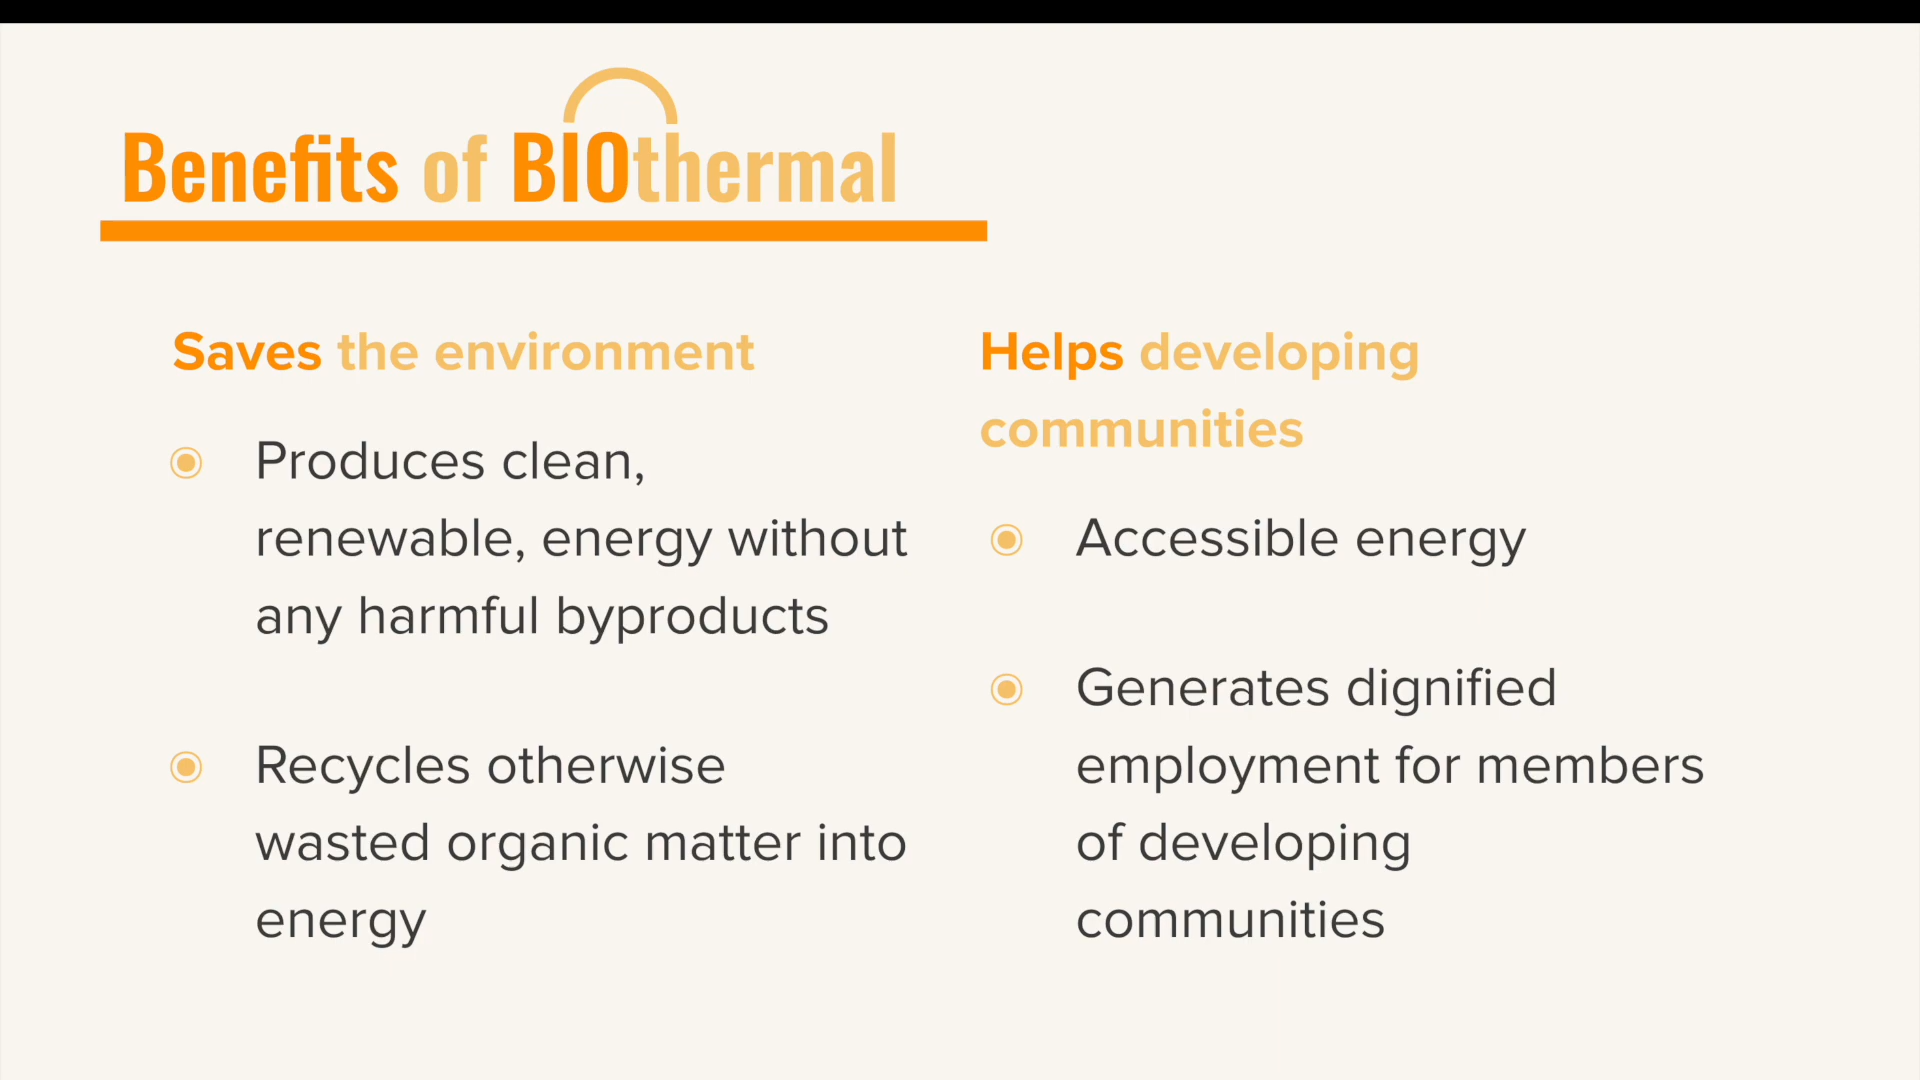 Benefits of BIOthermal
Saves the environment
Produces clean,
renewable, energy without
any harmful byproducts
Recycles otherwise
wasted organic matter into
energy
Helps developing
communities
Accessible energy
Generates dignified
employment for members
of developing
communities